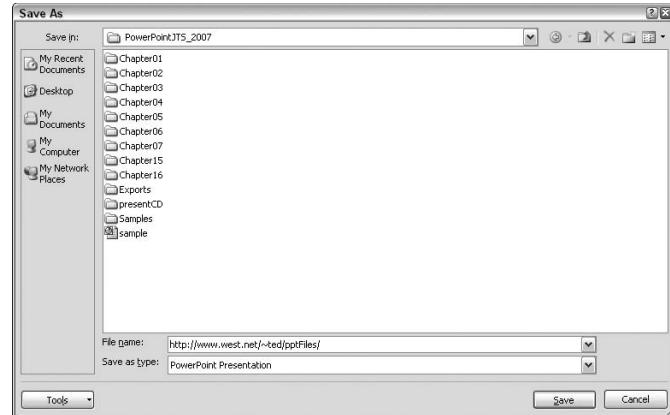 Save As
Save in:
PowerPointJTS_2007
My Recent
Documents
Desktop
My
Documents
My
Computer
My Network
Places
Chapter01
Chapter02
Chapter03
Chapter04
Chapter05
Chapter06
Chapter07
Chapter15
Chapter16
Exports
presentCD
Samples
sample
File name:
http://www.west.net/~ted/pptFiles/
Save as type:
PowerPoint Presentation
Tools
Save
Cancel